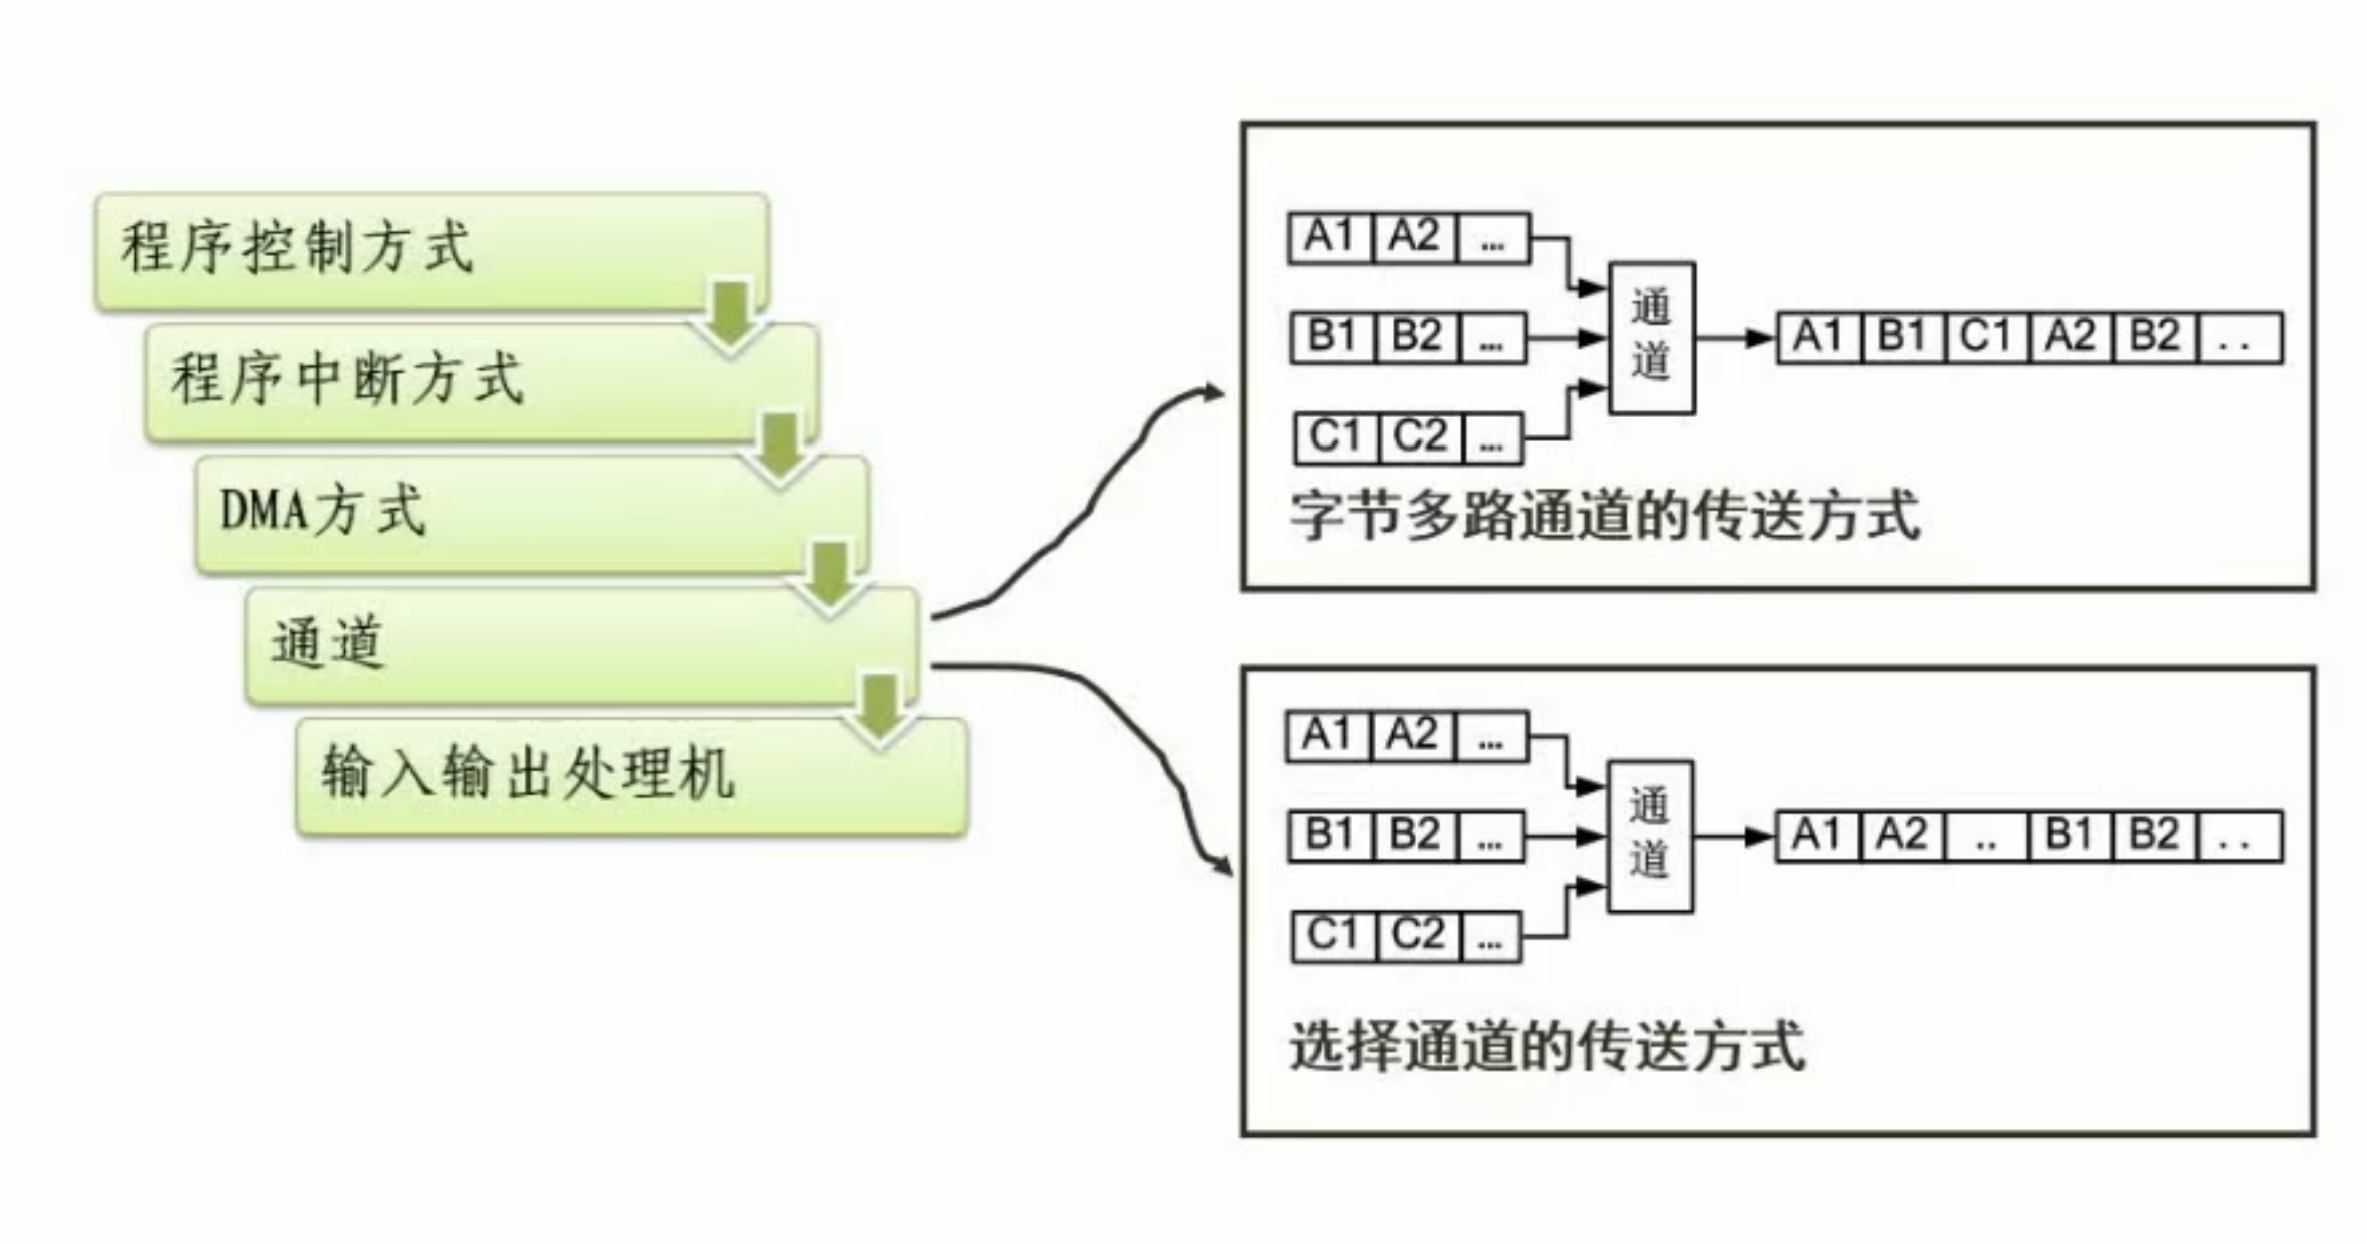 程序控制方式
程序中断方式
DMA方式
通道
输入输出处理机
A1 A2 ...
B1 B2 ...
C1 C2 ...
通道
A1 B1 C1 A2 B2 ..
字节多路通道的传送方式
A1 A2 ...
B1 B2 ...
C1 C2 ...
通道
A1 A2 .. B1 B2 ..
选择通道的传送方式